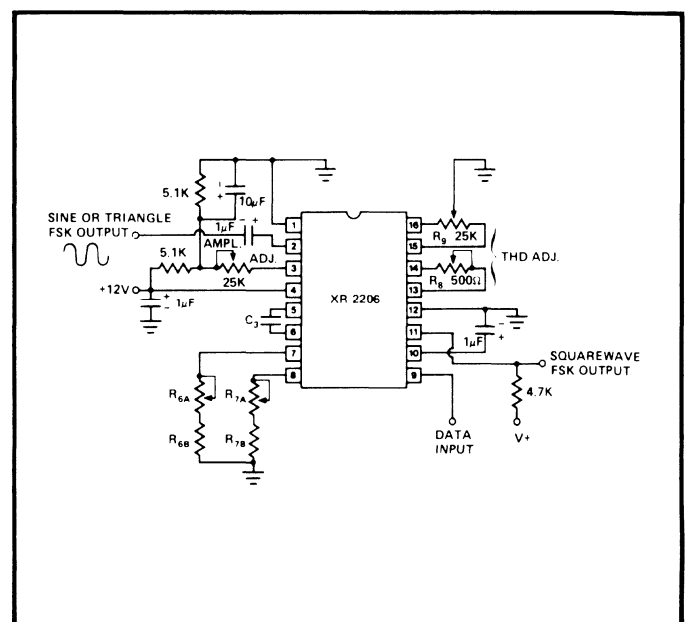 5.1K
10µF
SINE OR TRIANGLE
FSK OUTPUT
1µF
AMPL.
ADJ.
5.1K
25K
+12V
1µF
C3
R6A
R7A
R6B
R7B
1
2
3
4
5
6
7
8
XR 2206
16
15
14
13
12
11
10
9
R9 25K
THD ADJ.
R8 500Ω
1µF
SQUAREWAVE
FSK OUTPUT
4.7K
V+
DATA
INPUT